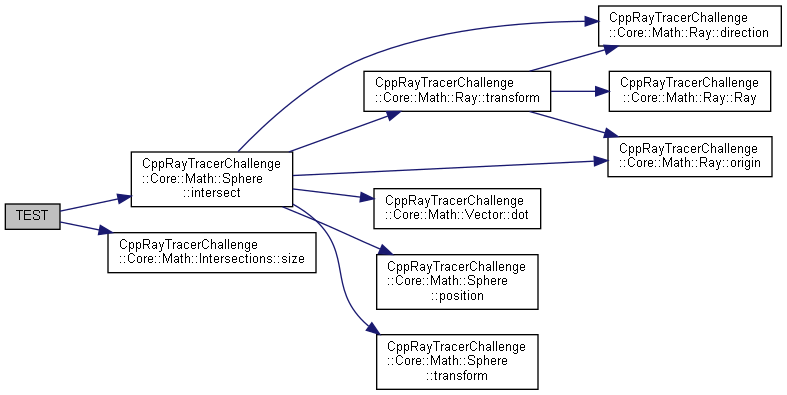 TEST
CppRayTracerChallenge
::Core::Math::Sphere
::intersect
CppRayTracerChallenge
::Core::Math::Intersections::size
CppRayTracerChallenge
::Core::Math::Ray::direction
CppRayTracerChallenge
::Core::Math::Ray::transform
CppRayTracerChallenge
::Core::Math::Ray::Ray
CppRayTracerChallenge
::Core::Math::Ray::origin
CppRayTracerChallenge
::Core::Math::Vector::dot
CppRayTracerChallenge
::Core::Math::Sphere
::position
CppRayTracerChallenge
::Core::Math::Sphere
::transform